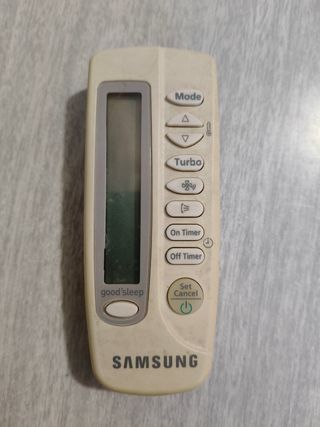 Mode
Turbo
On Timer
Off Timer
Set
Cancel
good'sleep
SAMSUNG